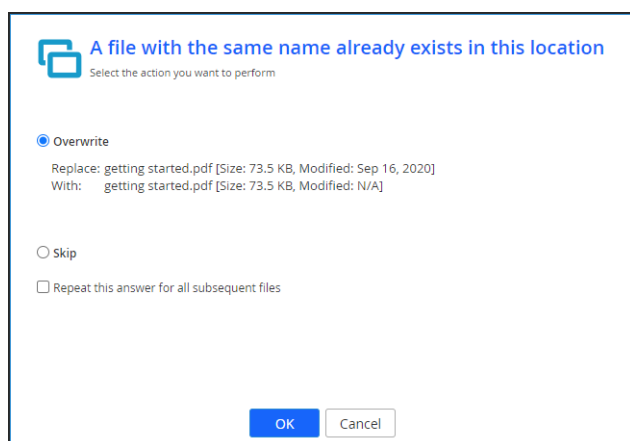 A file with the same name already exists in this location
Select the action you want to perform
Overwrite
Replace: getting started.pdf [Size: 73.5 KB, Modified: Sep 16, 2020]
With: getting started.pdf [Size: 73.5 KB, Modified: N/A]
Skip
Repeat this answer for all subsequent files
OK Cancel